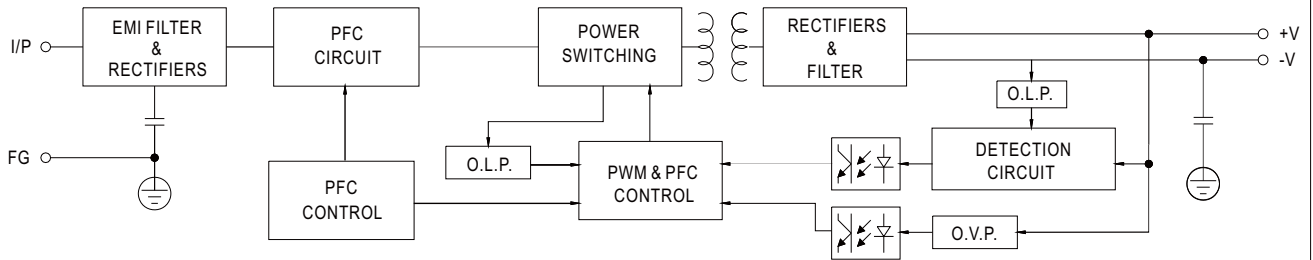 I/P
EMI FILTER
&
RECTIFIERS
PFC
CIRCUIT
POWER
SWITCHING
RECTIFIERS
&
FILTER
+V
-V
O.L.P.
FG
O.L.P.
PFC
CONTROL
PWM & PFC
CONTROL
DETECTION
CIRCUIT
O.V.P.